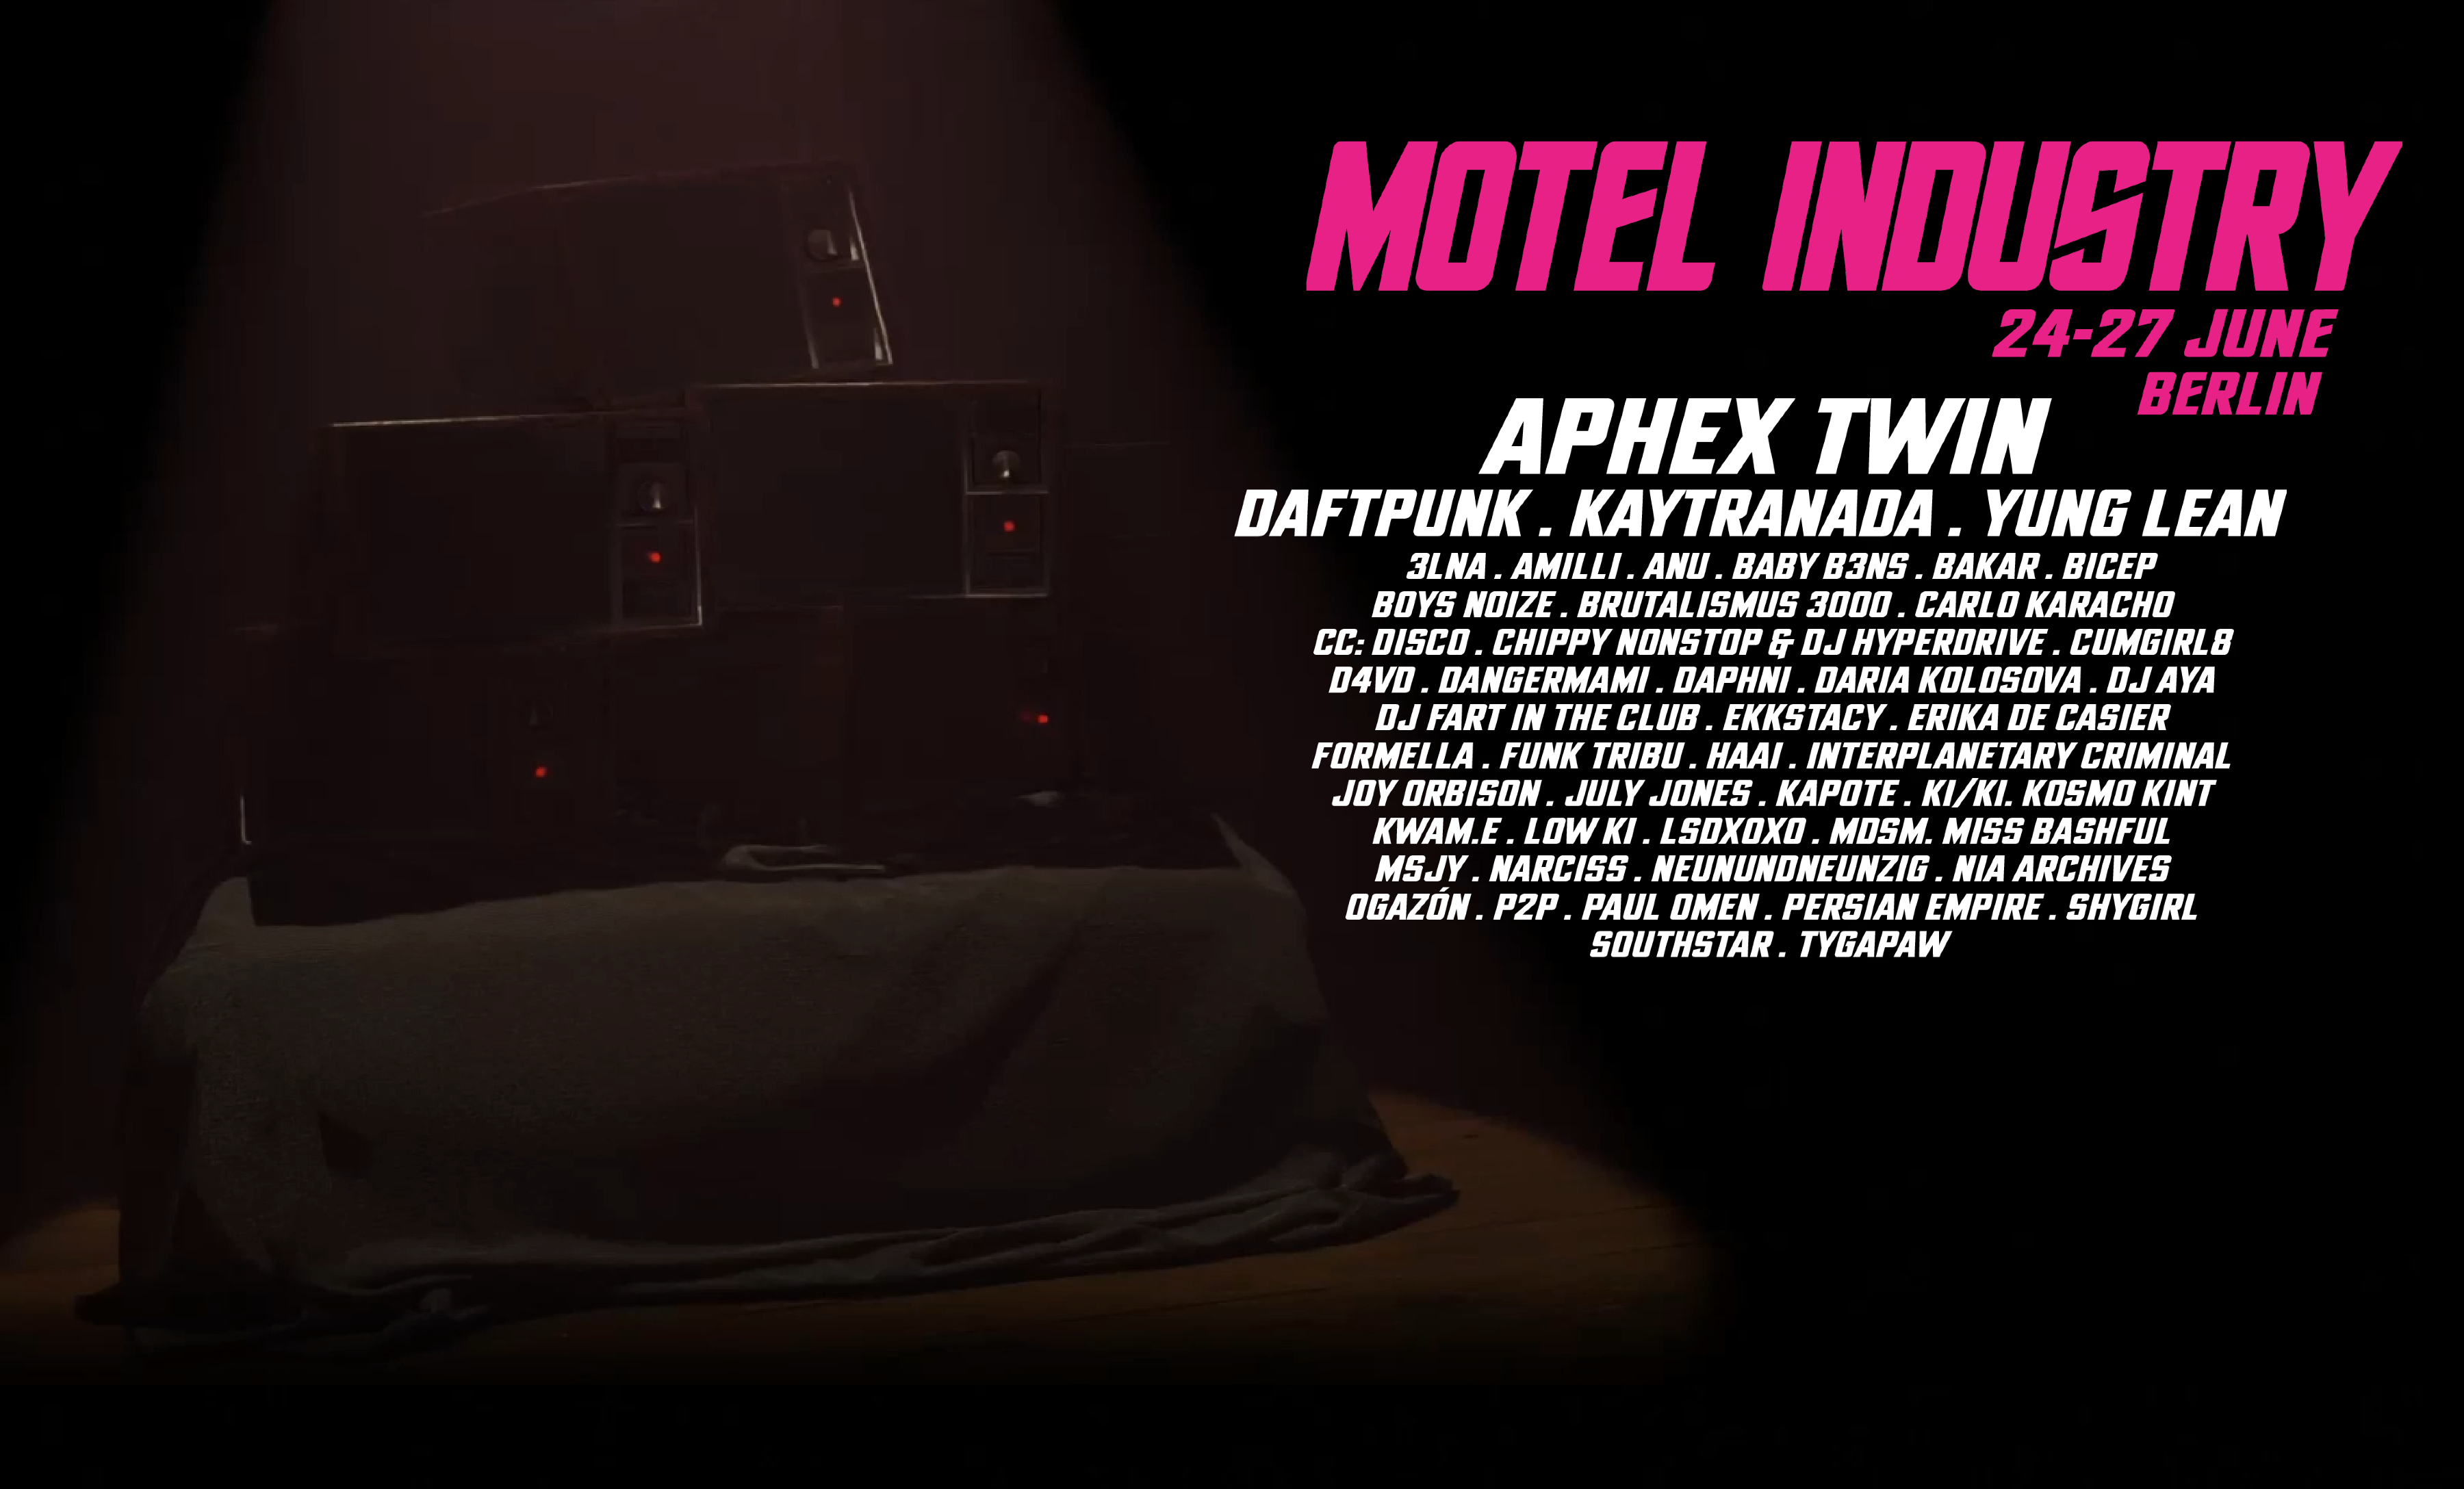 MOTEL INDUSTRY
24-27 JUNE
BERLIN
APHEX TWIN
DAFTPUNK . KAYTRANADA . YUNG LEAN
3LNA . AMILLI . ANU . BABY B3NS . BAKAR . BICEP
BOYS NOIZE . BRUTALISMUS 3000 . CARLO KARACHO
CC: DISCO . CHIPPY NONSTOP & DJ HYPERDRIVE . CUMGIRL8
D4VD . DANGERMAMI . DAPHNI . DARIA KOLOSOVA . DJ AYA
DJ FART IN THE CLUB . EKKSTACY . ERIKA DE CASIER
FORMELLA . FUNK TRIBU . HAAI . INTERPLANETARY CRIMINAL
JOY ORBISON . JULY JONES . KAPOTE . KI/KI. KOSMO KINT
KWAM.E . LOW KI . LSDXOXO . MDSM. MISS BASHFUL
MSJY . NARCISS . NEUNUNDNEUNZIG . NIA ARCHIVES
OGAZÓN . P2P . PAUL OMEN . PERSIAN EMPIRE . SHYGIRL
SOUTHSTAR . TYGAPAW